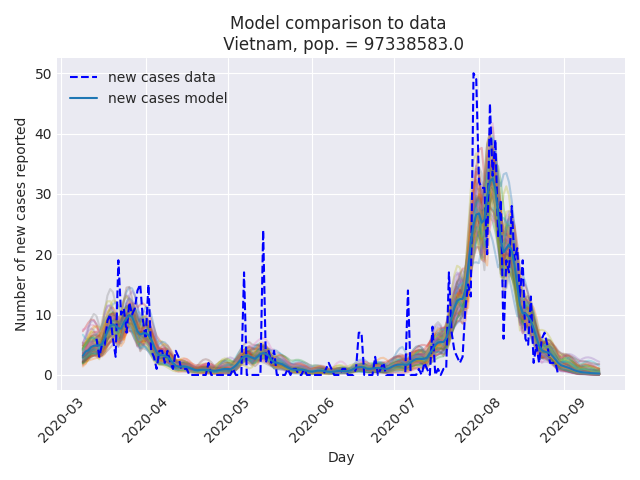 Model comparison to data
Vietnam, pop. = 97338583.0
new cases data
new cases model
Number of new cases reported
50
40
30
20
10
0
2020-03
2020-04
2020-05
2020-06
2020-07
2020-08
2020-09
Day